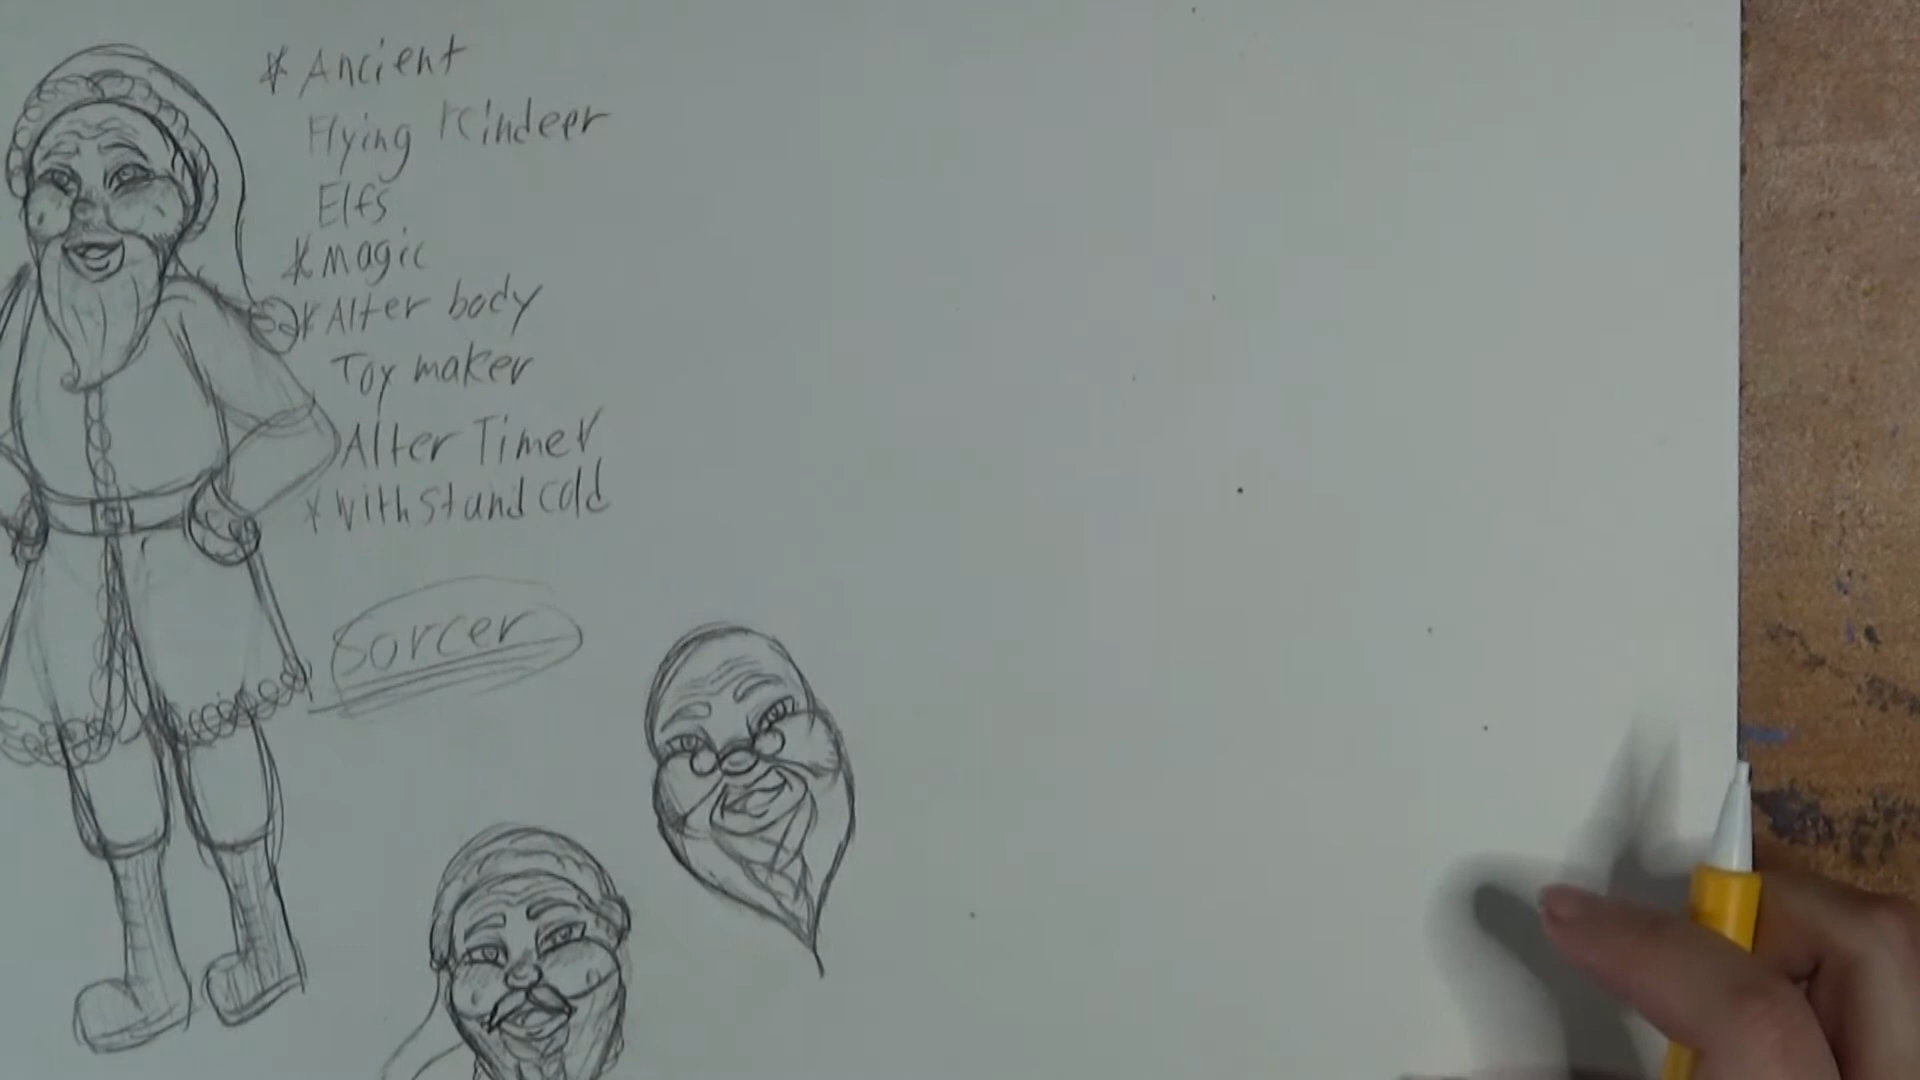 * Ancient
Flying Reindeer
Elfs
* magic
* Alter body
Toy maker
Alter Timer
* withstand cold
Sorcer